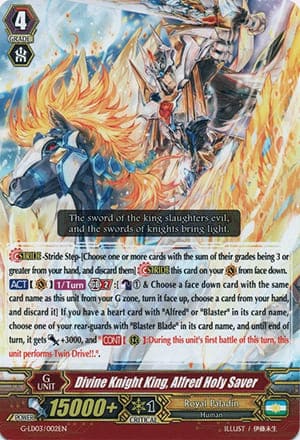 4
GRADE
The sword of the king slaughters evil,
and the swords of knights bring light.
STRIDE -Stride Step-[Choose one or more cards with the sum of their grades being 3 or
greater from your hand, and discard them] STRIDE this card on your Ⓥ from face down.
ACT [Ⓥ] 1/Turn [CB 2 & Choose a face down card with the same
card name as this unit from your G zone, turn it face up, choose a card from your hand,
and discard it] If you have a heart card with "Alfred" or "Blaster" in its card name,
choose one of your rear-guards with "Blaster Blade" in its card name, and until end of
turn, it gets +3000, and "CONT [Ⓡ]:During this unit's first battle of this turn, this
unit performs Twin Drive!!.".
G
UNIT
Divine Knight King, Alfred Holy Saver
POWER
15000+
1
CRITICAL
Royal Paladin
Human
G-LD03/002EN
ILLUST / 伊藤未生